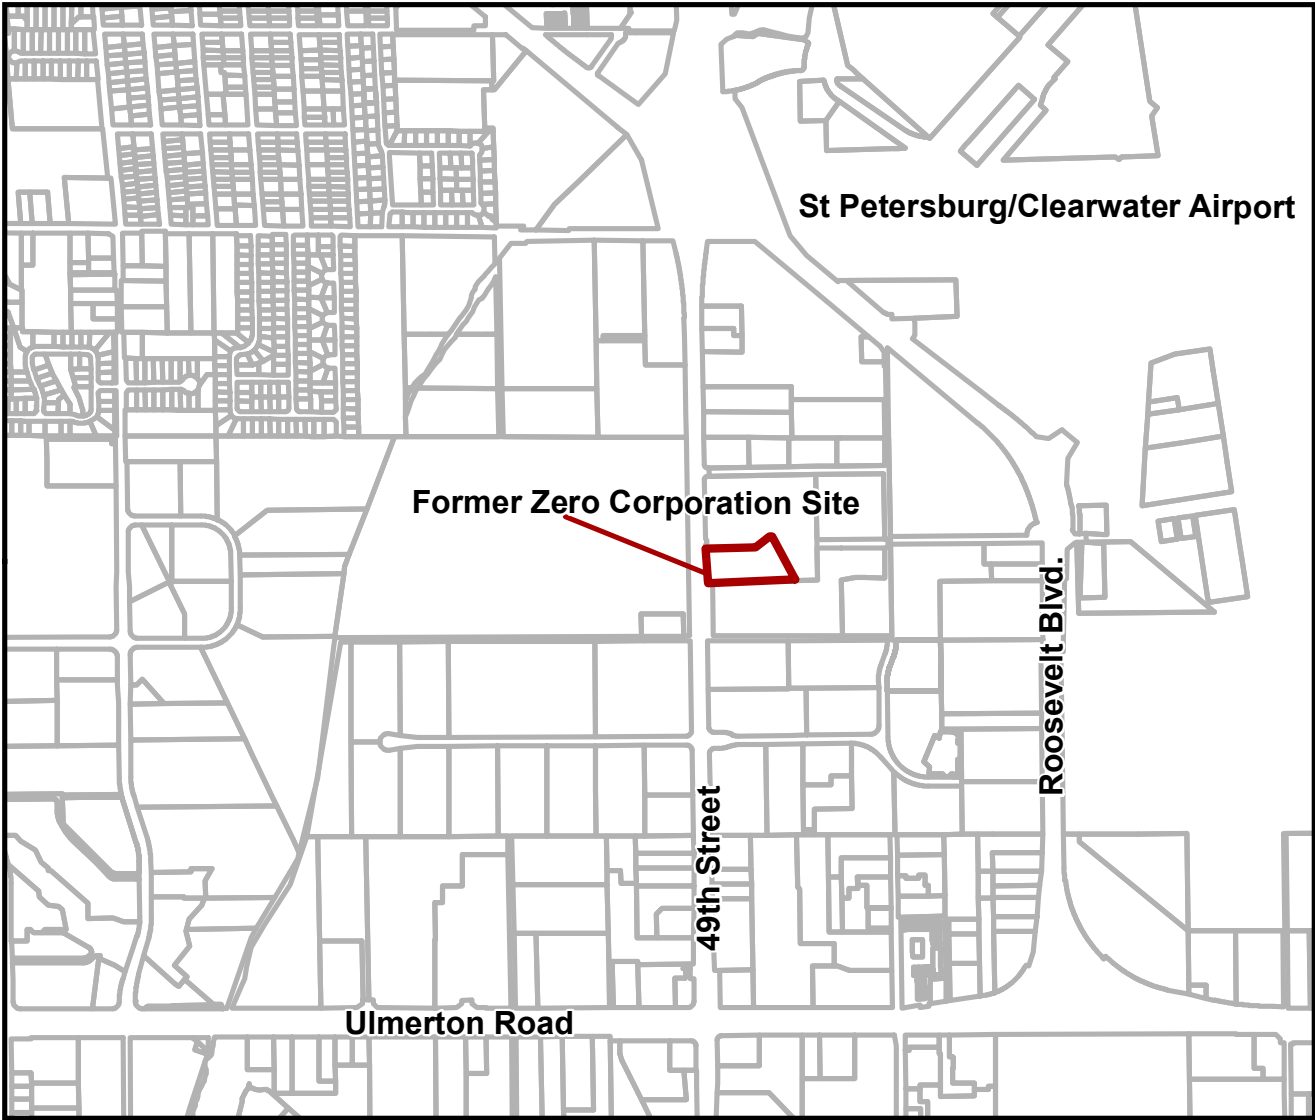 St Petersburg/Clearwater Airport
Former Zero Corporation Site
Roosevelt Blvd.
49th Street
Ulmerton Road